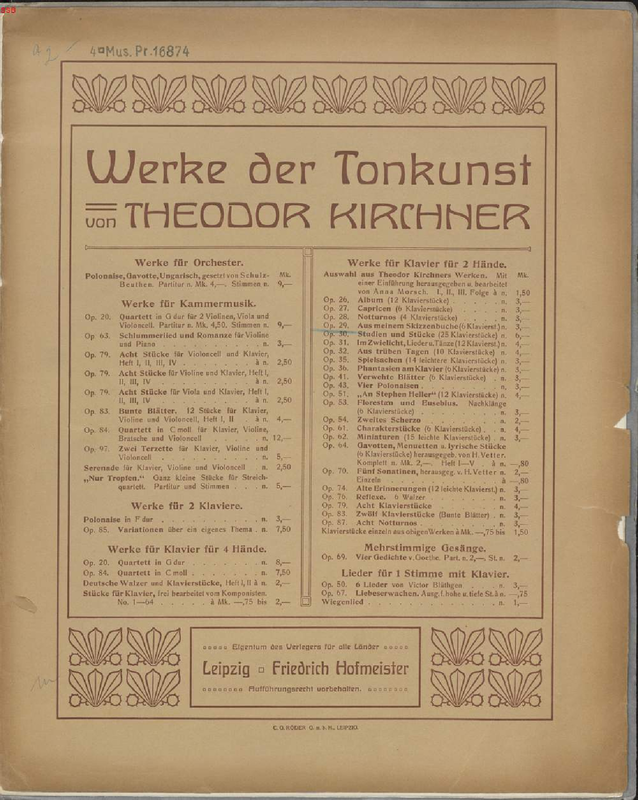 4 Mus. Pr. 16874
Werke der Tonkunst
von THEODOR KIRCHNER
Werke für Orchester.
Polonaise, Gavotte, Ungarisch, gesetzt von Schulz- Mk.
Beuthen. Partitur n. Mk. 4,—. Stimmen n. 9,—
Werke für Kammermusik.
Op. 20. Quartett in G dur für 2 Violinen, Viola und
Violoncell. Partitur n. Mk. 4,50. Stimmen n. 9,—
Op. 63. Schlummerlied und Romanze für Violine
und Piano . . . . n. 3,—
Op. 79. Acht Stücke für Violoncell und Klavier,
Heft I, II, III, IV . . . . à n. 2,50
Op. 79. Acht Stücke für Violine und Klavier, Heft I,
II, III, IV . . . . à n. 2,50
Op. 79. Acht Stücke für Viola und Klavier, Heft I,
II, III, IV . . . . à n. 2,50
Op. 83. Bunte Blätter. 12 Stücke für Klavier,
Violine und Violoncell, Heft I, II . . à n. 4,—
Op. 84. Quartett in C moll für Klavier, Violine,
Bratsche und Violoncell . . . . n. 12,—
Op. 97. Zwei Terzette für Klavier, Violine und
Violoncell . . . . n. 5,—
Serenade für Klavier, Violine und Violoncell . n. 2,50
„Nur Tropfen.“ Ganz kleine Stücke für Streich-
quartett. Partitur und Stimmen . . . n. 5,—
Werke für 2 Klaviere.
Polonaise in F dur . . . . n. 3,—
Op. 85. Variationen über ein eigenes Thema . n. 7,50
Werke für Klavier für 4 Hände.
Op. 20. Quartett in G dur . . . . n. 8,—
Op. 84. Quartett in C moll . . . . n. 7,50
Deutsche Walzer und Klavierstücke, Heft I, II à n. 2,—
Stücke für Klavier, frei bearbeitet vom Komponisten.
No. 1—64 . . . . à Mk. —,75 bis 2,—
Werke für Klavier für 2 Hände.
Auswahl aus Theodor Kirchners Werken. Mit Mk.
einer Einführung herausgegeben u. bearbeitet
von Anna Morsch. I., II., III. Folge à n. 1,50
Op. 26. Album (12 Klavierstücke) . . . n. 3,—
Op. 27. Capricen (6 Klavierstücke) . . . n. 3,—
Op. 28. Notturnos (4 Klavierstücke) . . . n. 3,—
Op. 29. Aus meinem Skizzenbuche (6 Klavierst.) n. 3,—
Op. 30. Studien und Stücke (25 Klavierstücke) n. 6,—
Op. 31. Im Zwielicht, Lieder u. Tänze (12 Klavierst.) n. 4,—
Op. 32. Aus trüben Tagen (10 Klavierstücke) n. 4,—
Op. 35. Spielsachen (14 leichtere Klavierstücke) n. 3,—
Op. 36. Phantasien am Klavier (6 Klavierstücke) n. 3,—
Op. 41. Verwehte Blätter (6 Klavierstücke) . n. 3,—
Op. 43. Vier Polonaisen . . . . n. 3,—
Op. 51. „An Stephen Heller“ (12 Klavierstücke) n. 4,—
Op. 53. Florestan und Eusebius. Nachklänge
(6 Klavierstücke) . . . . n. 3,—
Op. 54. Zweites Scherzo . . . . n. 2,—
Op. 61. Charakterstücke (6 Klavierstücke) . n. 4,—
Op. 62. Miniaturen (15 leichte Klavierstücke) n. 3,—
Op. 64. Gavotten, Menuetten u. lyrische Stücke
(6 Klavierstücke) herausgegeb. von H. Vetter.
Komplett n. Mk. 2,—. Heft I—V à n. —,80
Op. 70. Fünf Sonatinen, herausgeg. v. H. Vetter n. 2,—
Einzeln . . . . à —,80
Op. 74. Alte Erinnerungen (12 leichte Klavierst.) n. 3,—
Op. 76. Reflexe. 6 Walzer . . . . n. 3,—
Op. 79. Acht Klavierstücke . . . . n. 4,—
Op. 83. Zwölf Klavierstücke (Bunte Blätter) . n. 3,—
Op. 87. Acht Notturnos . . . . n. 3,—
Klavierstücke einzeln aus obigen Werken à Mk. —,75 bis 1,50
Mehrstimmige Gesänge.
Op. 69. Vier Gedichte v. Goethe. Part. n. 2,—, St. n. 2,—
Lieder für 1 Stimme mit Klavier.
Op. 50. 6 Lieder von Victor Blüthgen . n. 3,—
Op. 67. Liebeserwachen. Ausg. f. hohe u. tiefe St. à n. —,75
Wiegenlied . . . . n. 1,—
Eigentum des Verlegers für alle Länder
Leipzig Friedrich Hofmeister
Aufführungsrecht vorbehalten.
C. G. RÖDER G. m. b. H., LEIPZIG.